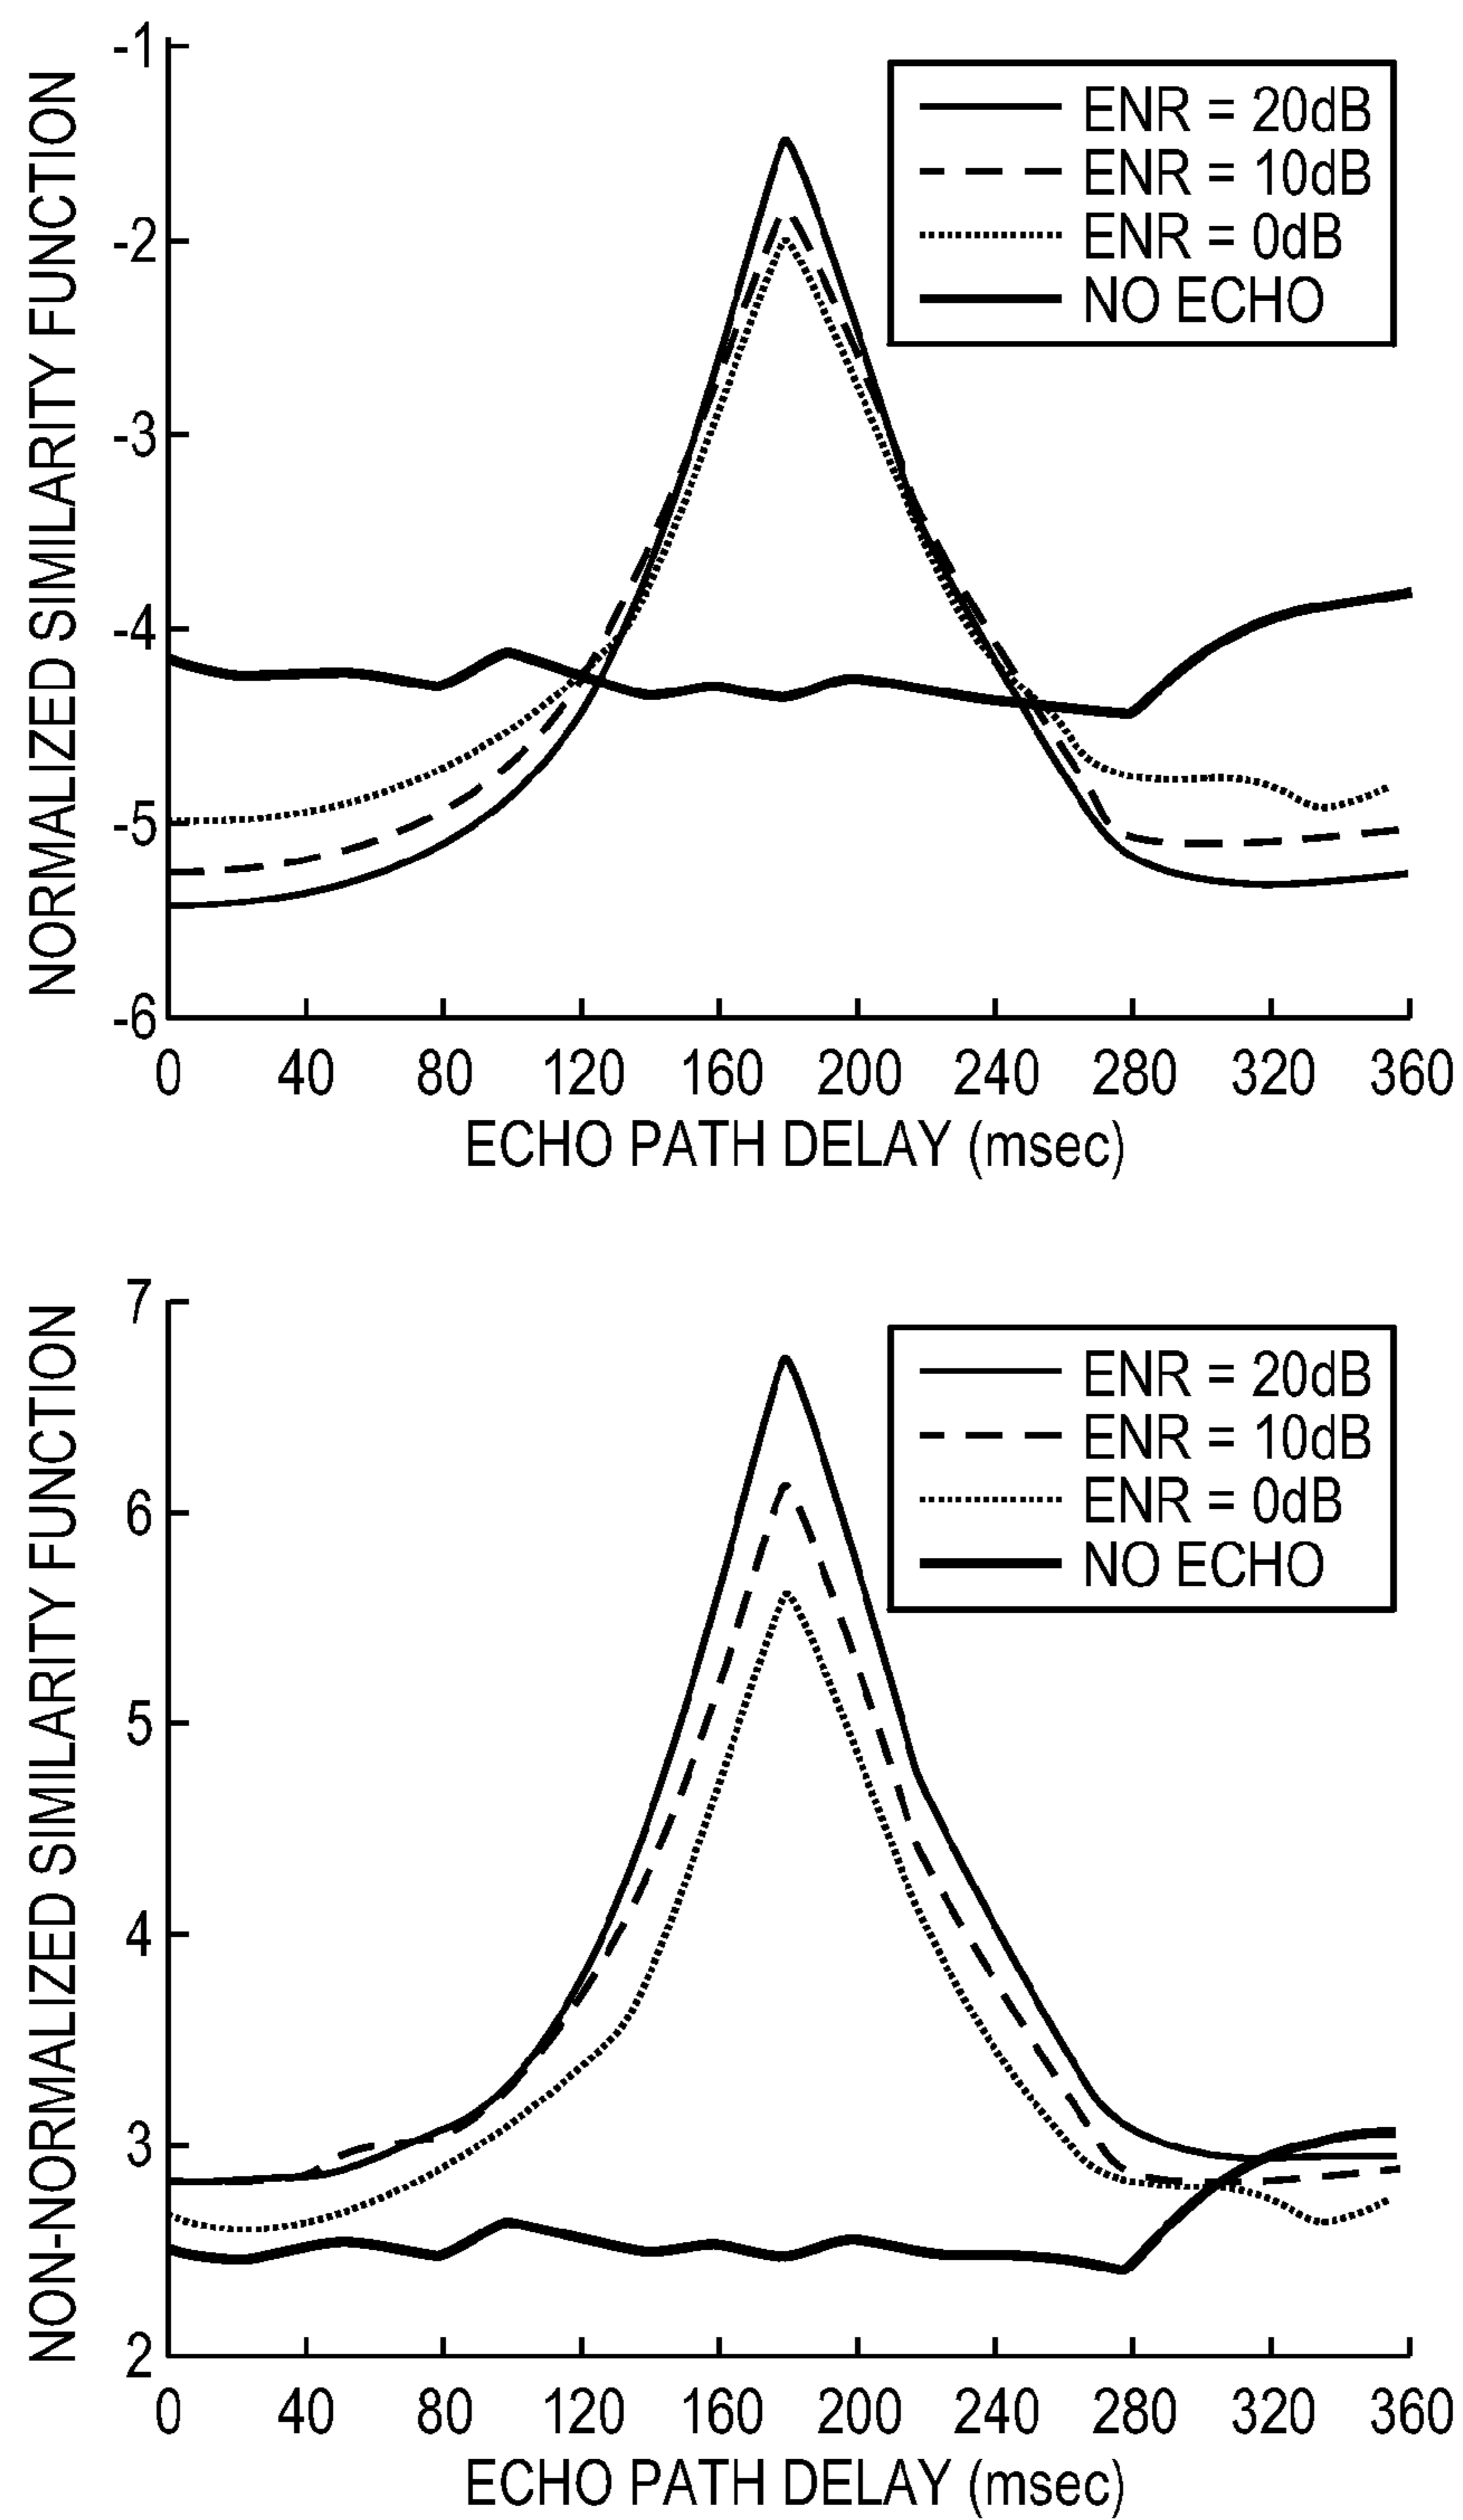 NORMALIZED SIMILARITY FUNCTION
-1
-2
-3
-4
-5
-6
ENR = 20dB
ENR = 10dB
ENR = 0dB
NO ECHO
0 40 80 120 160 200 240 280 320 360
ECHO PATH DELAY (msec)
NON-NORMALIZED SIMILARITY FUNCTION
7
6
5
4
3
2
ENR = 20dB
ENR = 10dB
ENR = 0dB
NO ECHO
0 40 80 120 160 200 240 280 320 360
ECHO PATH DELAY (msec)